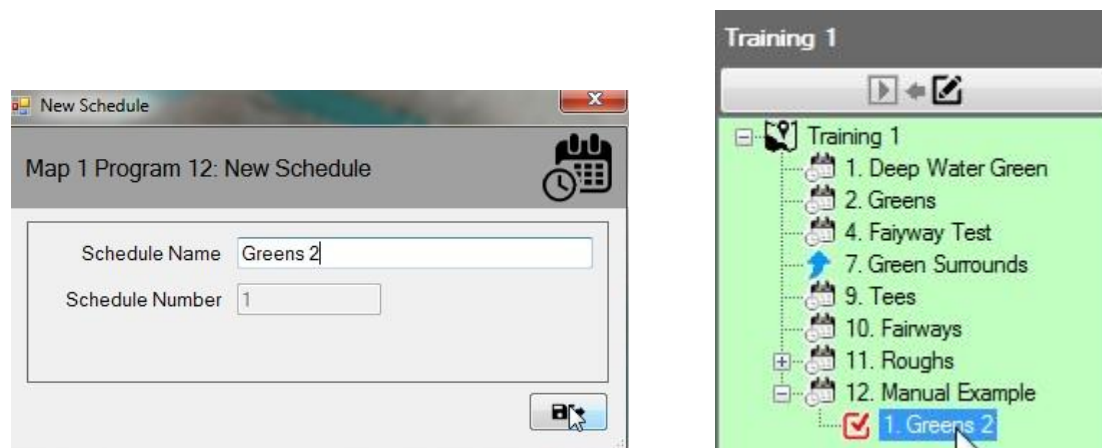 New Schedule
Map 1 Program 12: New Schedule
Schedule Name Greens 2
Schedule Number 1
Training 1
Training 1
1. Deep Water Green
2. Greens
4. Faiyway Test
7. Green Surrounds
9. Tees
10. Fairways
11. Roughs
12. Manual Example
1. Greens 2